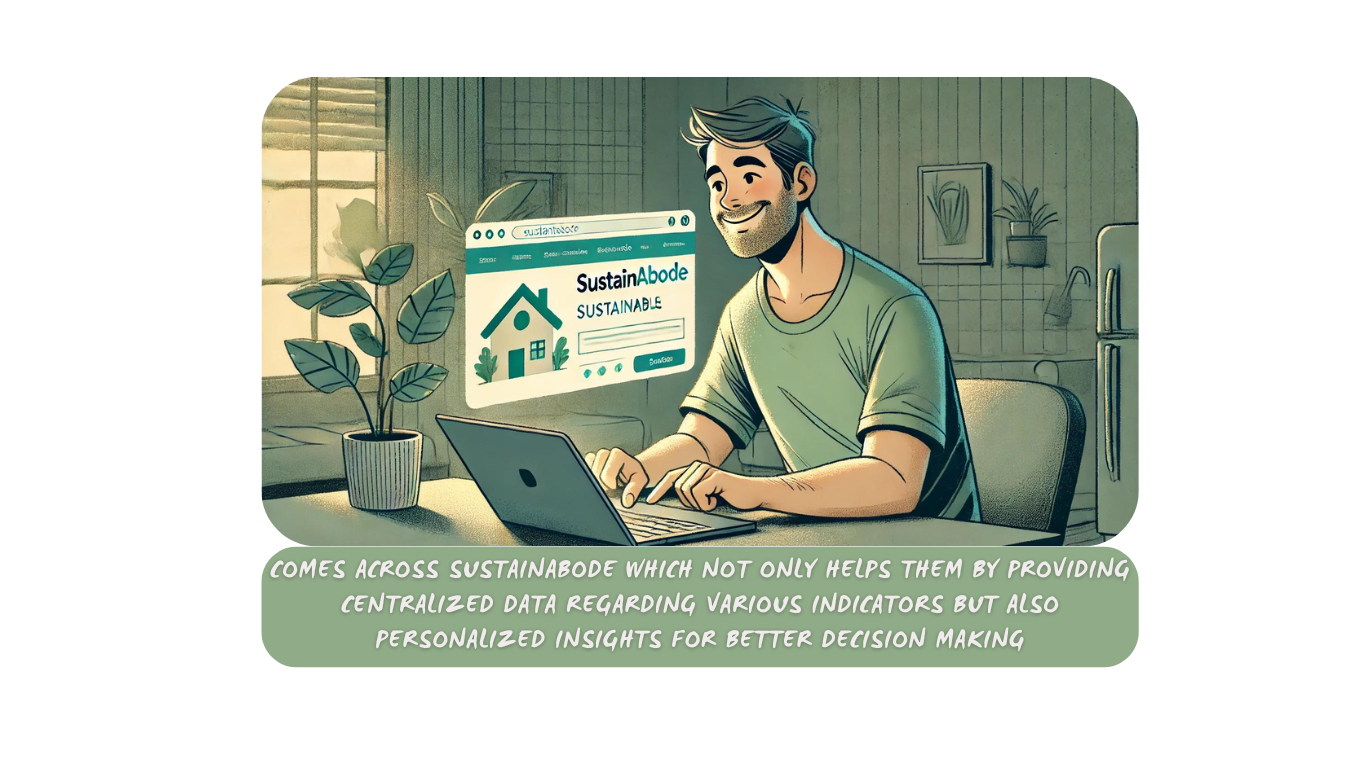 sustainabode
SustainAbode
SUSTAINABLE
COMES ACROSS SUSTAINABODE WHICH NOT ONLY HELPS THEM BY PROVIDING
CENTRALIZED DATA REGARDING VARIOUS INDICATORS BUT ALSO
PERSONALIZED INSIGHTS FOR BETTER DECISION MAKING